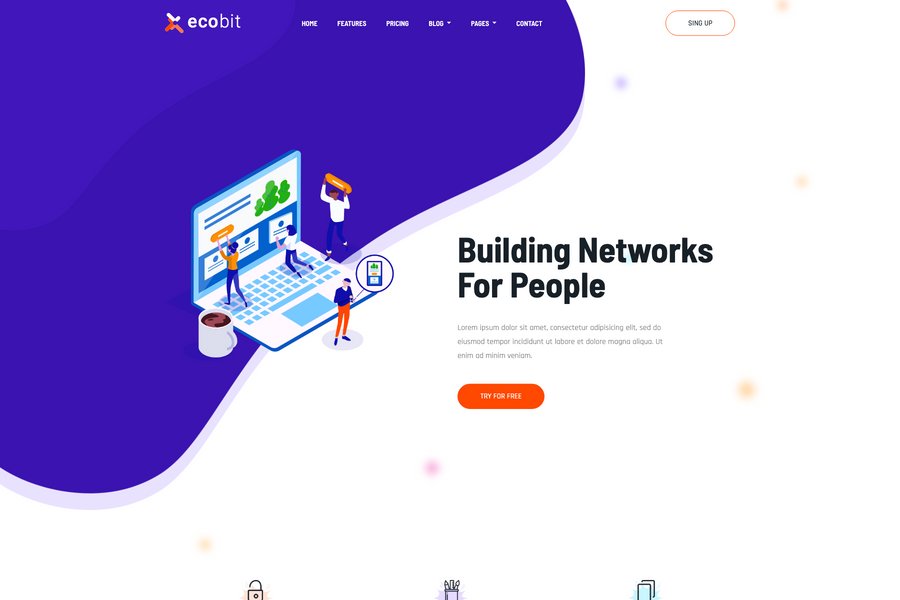 ecobit
HOME
FEATURES
PRICING
BLOG
PAGES
CONTACT
SING UP
Building Networks
For People
Lorem ipsum dolor sit amet, consectetur adipisicing elit, sed do
eiusmod tempor incididunt ut labore et dolore magna aliqua. Ut
enim ad minim veniam.
TRY FOR FREE